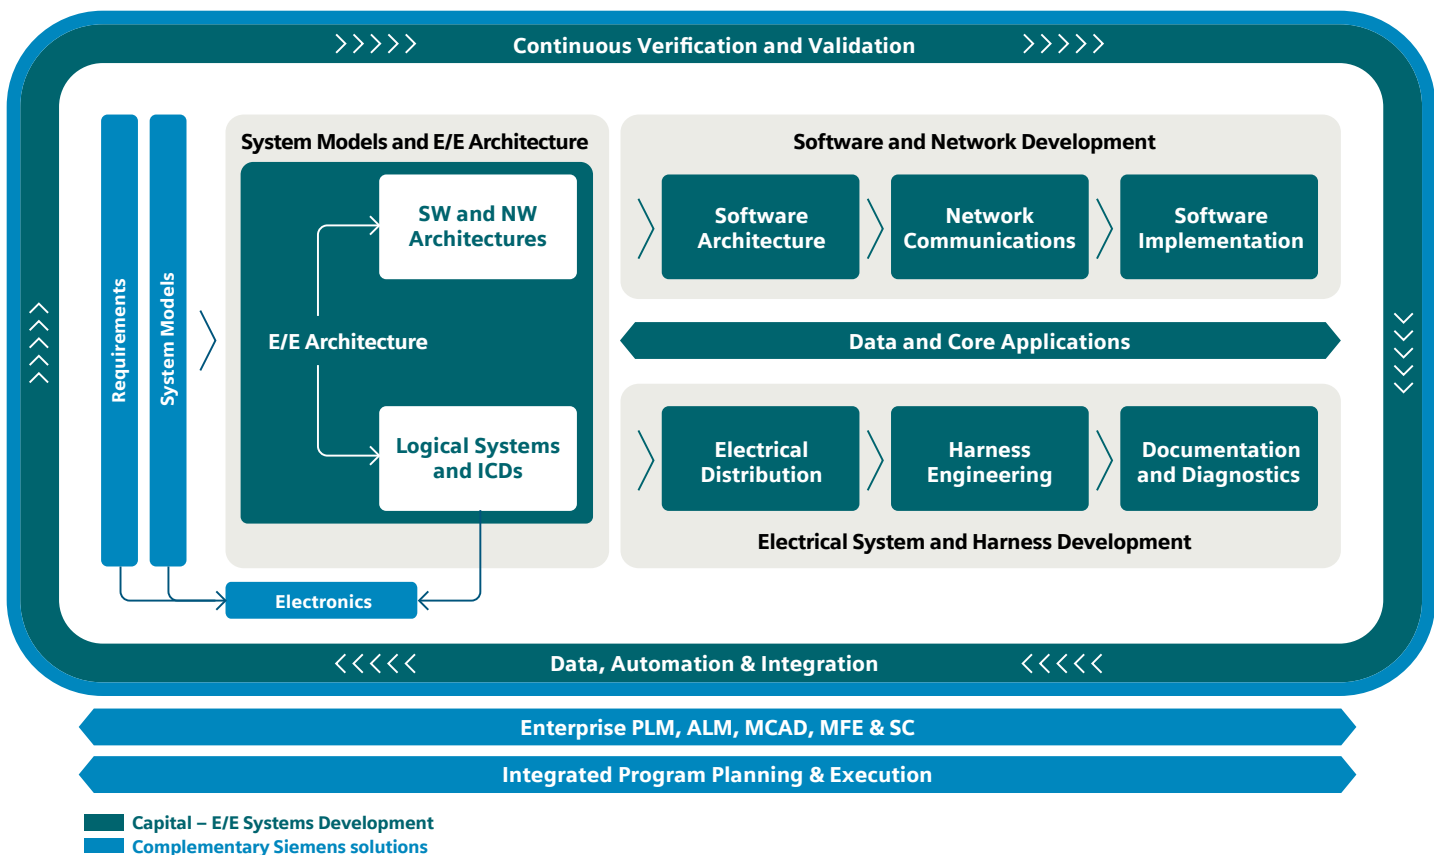 Continuous Verification and Validation
Requirements
System Models
System Models and E/E Architecture
SW and NW
Architectures
E/E Architecture
Logical Systems
and ICDs
Electronics
Software and Network Development
Software
Architecture
Network
Communications
Software
Implementation
Data and Core Applications
Electrical
Distribution
Harness
Engineering
Documentation
and Diagnostics
Electrical System and Harness Development
Data, Automation & Integration
Enterprise PLM, ALM, MCAD, MFE & SC
Integrated Program Planning & Execution
Capital – E/E Systems Development
Complementary Siemens solutions